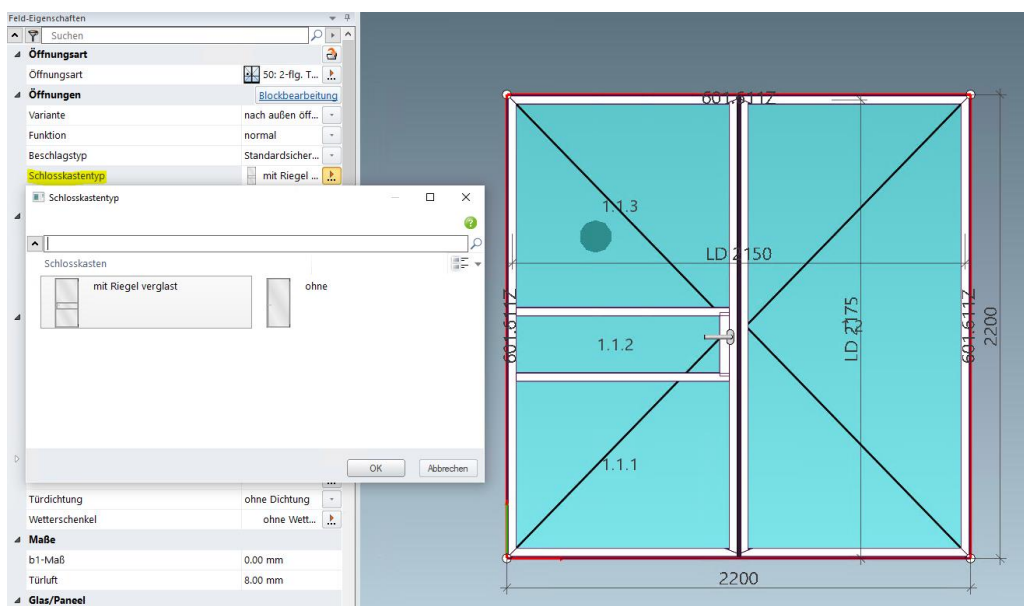 Feld-Eigenschaften
Suchen
Öffnungsart
Öffnungsart 50: 2-flg. T...
Öffnungen Blockbearbeitung
Variante nach außen öff...
Funktion normal
Beschlagstyp Standardsicher...
Schlosskastentyp mit Riegel ...
Schlosskastentyp
Schlosskasten
mit Riegel verglast ohne
OK Abbrechen
Türdichtung ohne Dichtung
Wetterschenkel ohne Wett...
Maße
b1-Maß 0.00 mm
Türluft 8.00 mm
Glas/Paneel
601.611Z
1.1.3
LD 2150
601.611Z
1.1.2
LD 2175
601.611Z
2200
1.1.1
2200